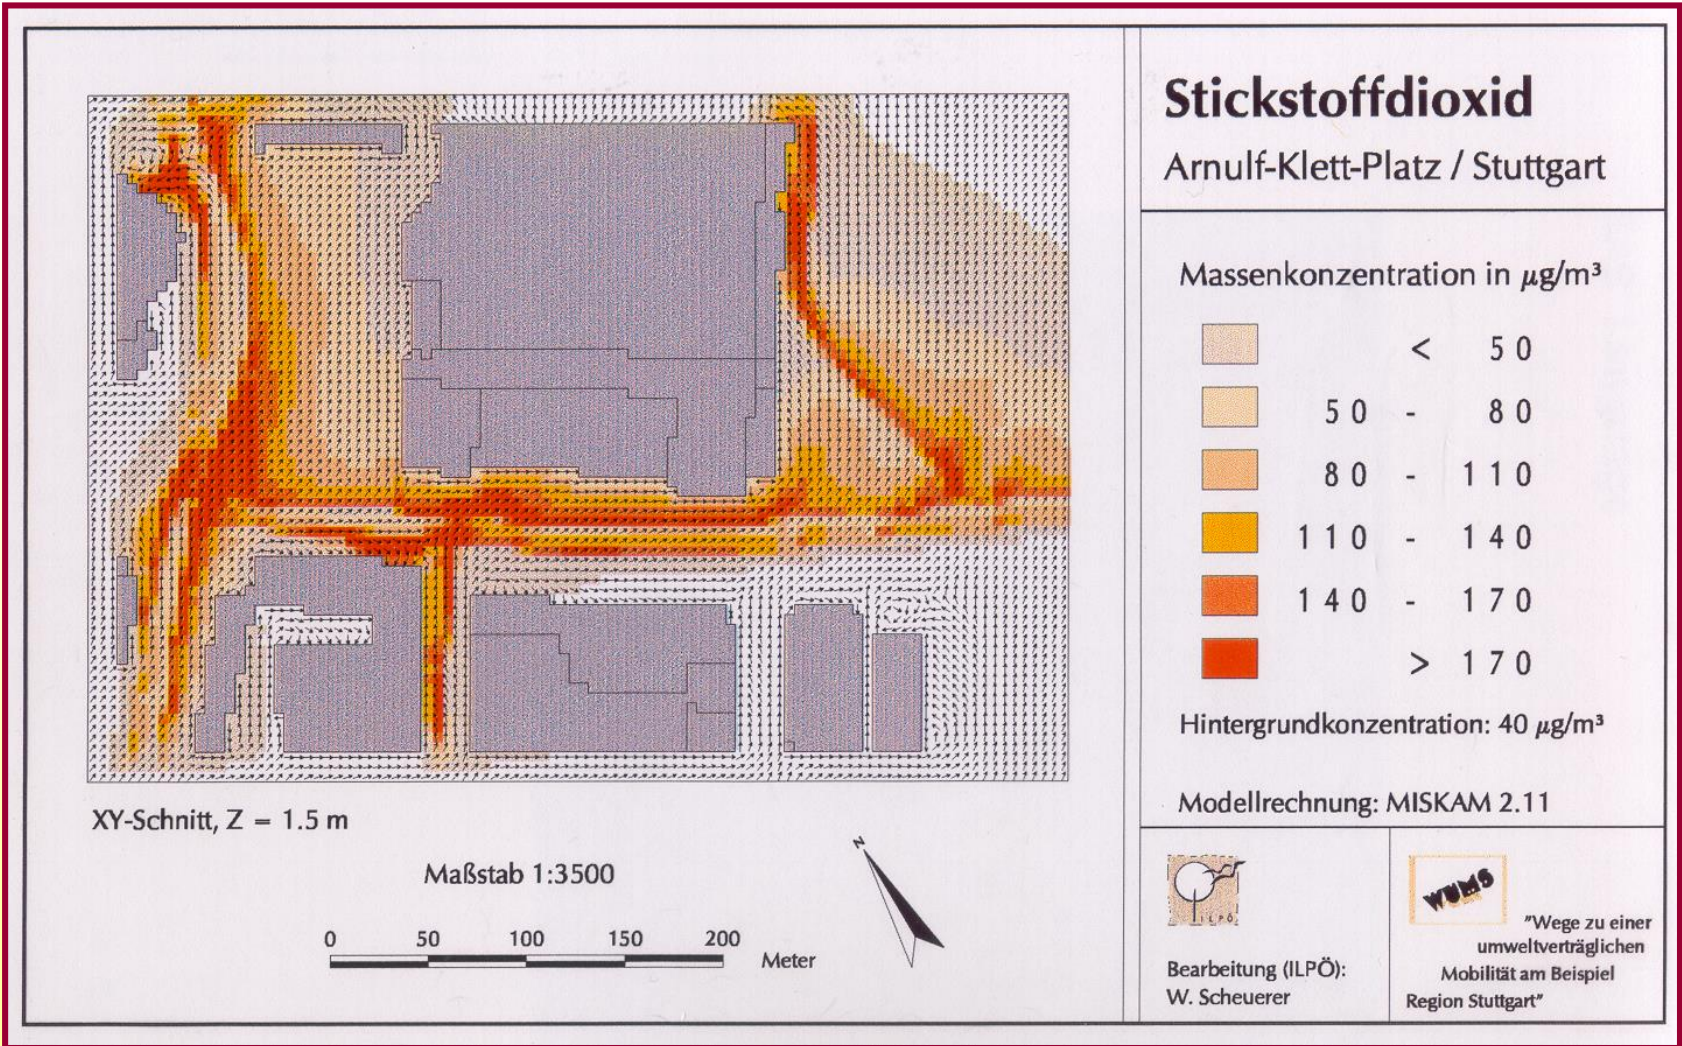 Stickstoffdioxid
Arnulf-Klett-Platz / Stuttgart
Massenkonzentration in µg/m³
< 50
50 - 80
80 - 110
110 - 140
140 - 170
> 170
Hintergrundkonzentration: 40 µg/m³
Modellrechnung: MISKAM 2.11
XY-Schnitt, Z = 1.5 m
Maßstab 1:3500
0 50 100 150 200
Meter
N
ILPÖ
Bearbeitung (ILPÖ):
W. Scheuerer
WUMS
"Wege zu einer
umweltverträglichen
Mobilität am Beispiel
Region Stuttgart"